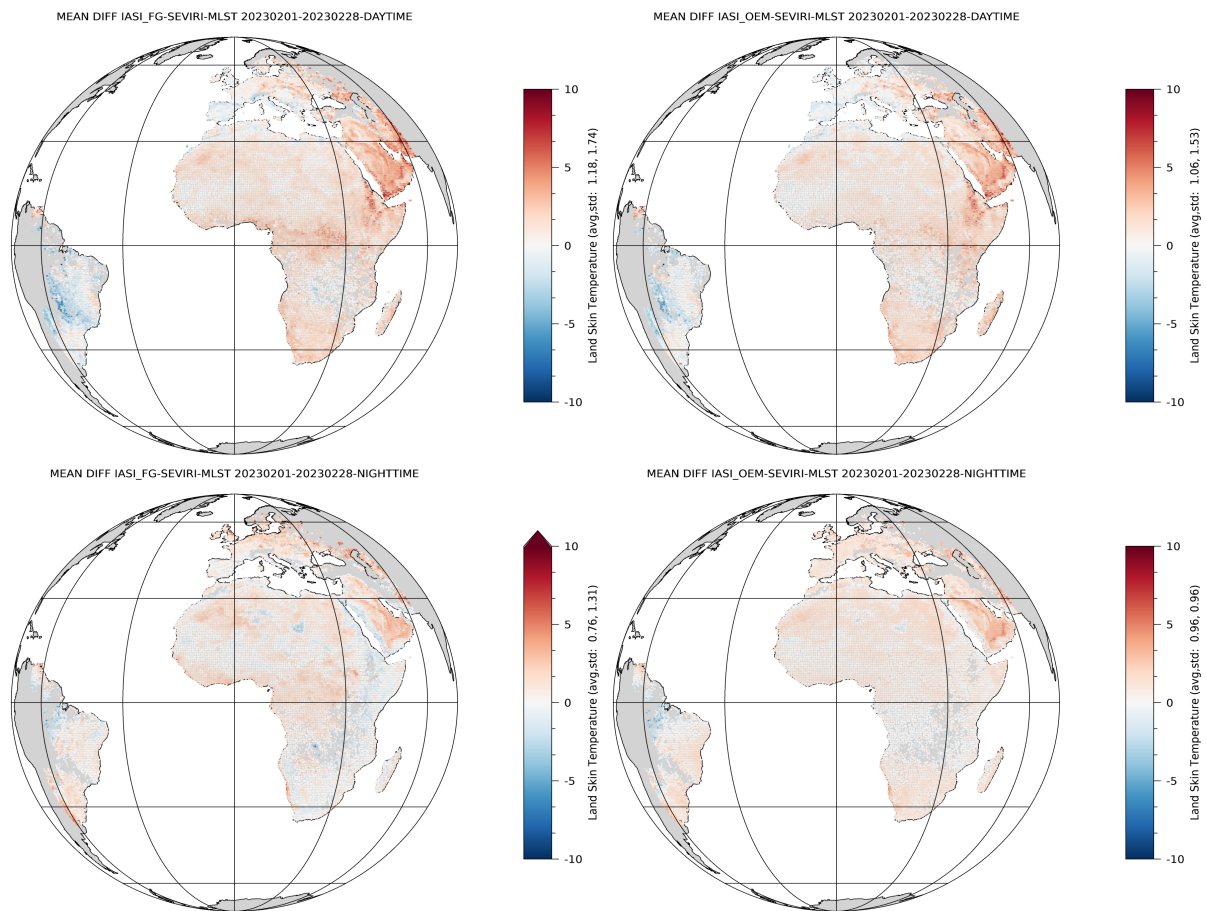 MEAN DIFF IASI_FG-SEVIRI-MLST 20230201-20230228-DAYTIME
10
5
0
-5
-10
Land Skin Temperature (avg,std:  1.18, 1.74)
MEAN DIFF IASI_OEM-SEVIRI-MLST 20230201-20230228-DAYTIME
10
5
0
-5
-10
Land Skin Temperature (avg,std:  1.06, 1.53)
MEAN DIFF IASI_FG-SEVIRI-MLST 20230201-20230228-NIGHTTIME
10
5
0
-5
-10
Land Skin Temperature (avg,std:  0.76, 1.31)
MEAN DIFF IASI_OEM-SEVIRI-MLST 20230201-20230228-NIGHTTIME
10
5
0
-5
-10
Land Skin Temperature (avg,std:  0.96, 0.96)